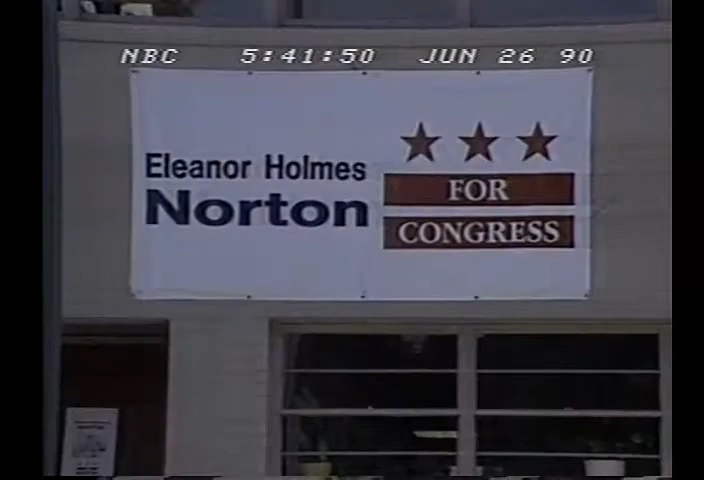 NBC 5:41:50 JUN 26 90
Eleanor Holmes
Norton
FOR
CONGRESS